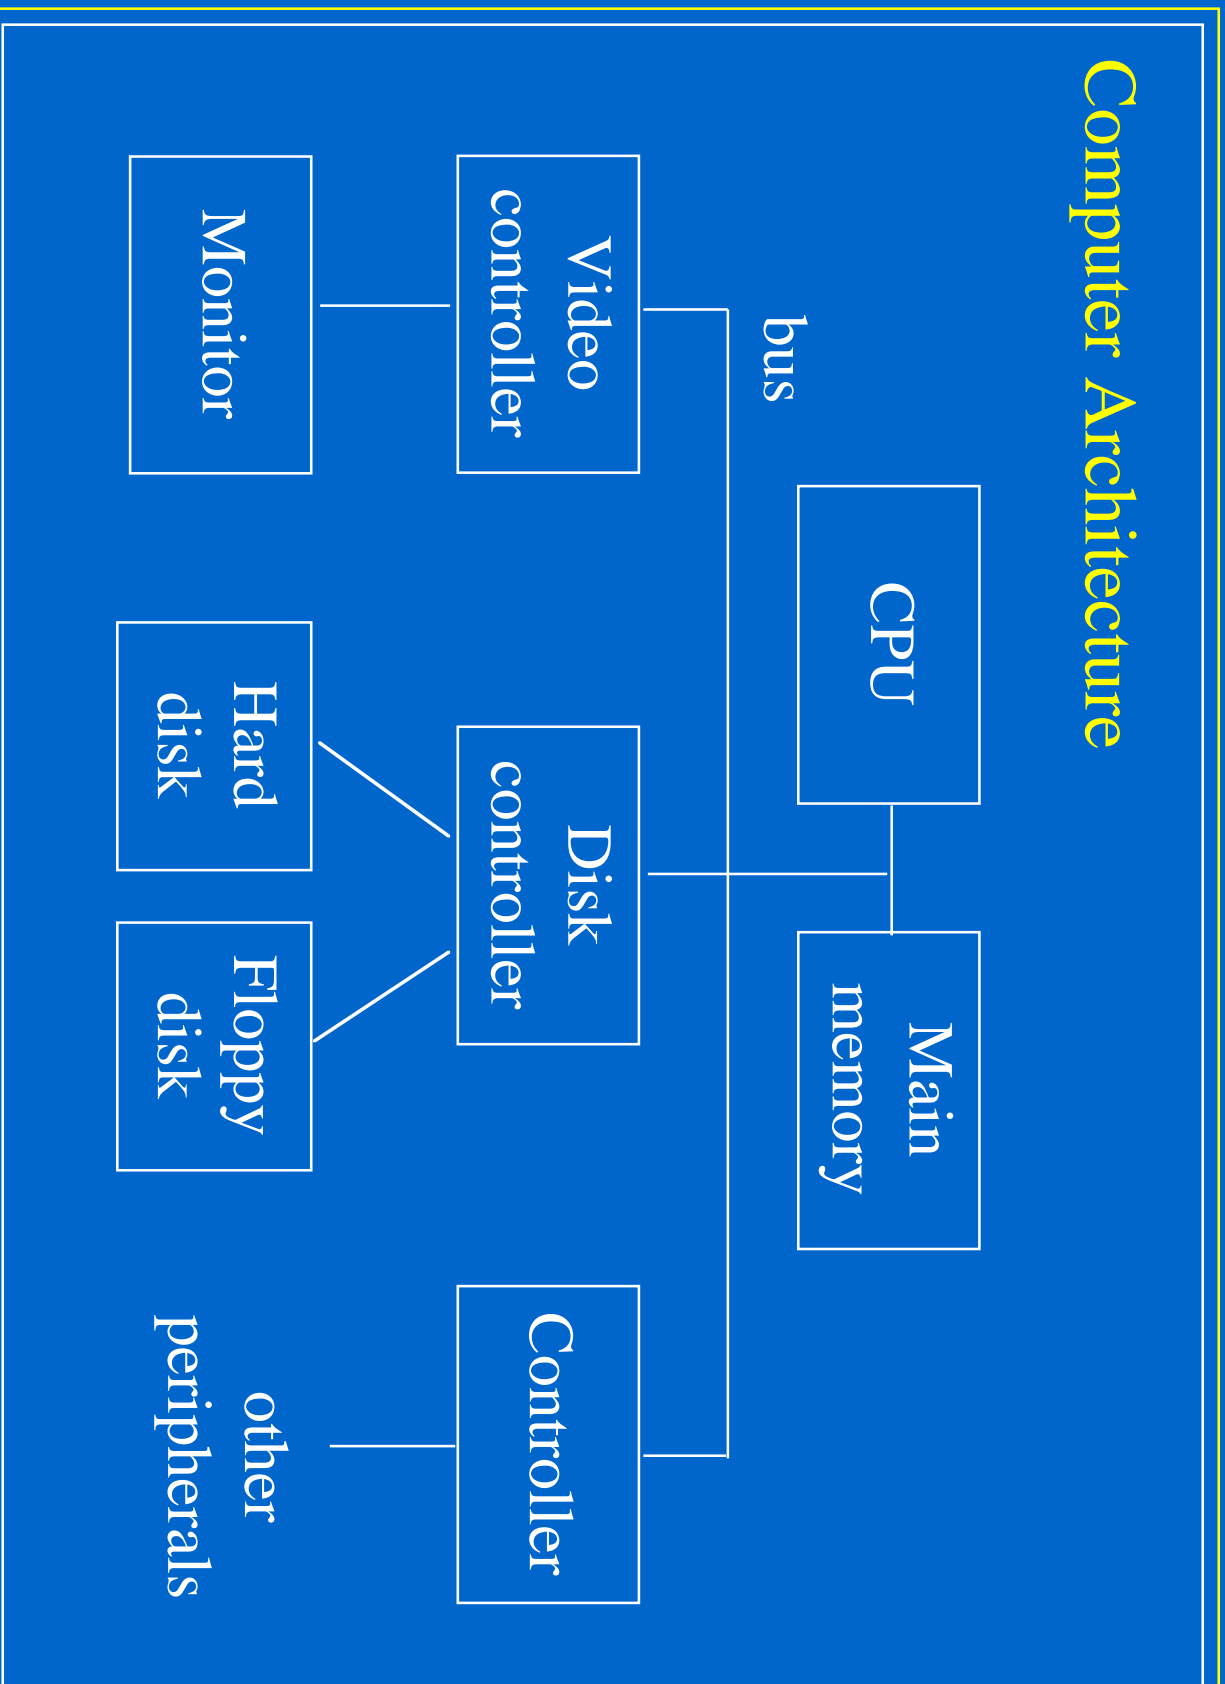 Computer Architecture
CPU
Main
memory
bus
Video
controller
Disk
controller
Controller
Monitor
Hard
disk
Floppy
disk
other
peripherals